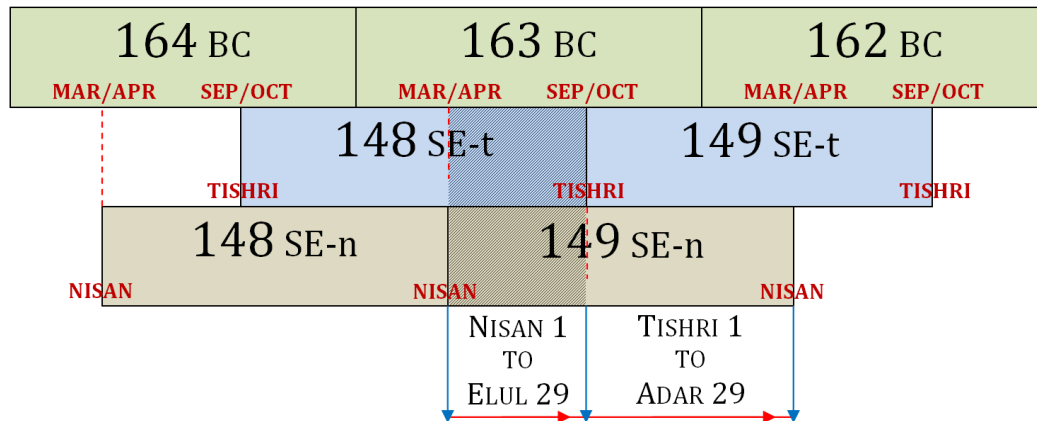 164 BC 163 BC 162 BC
MAR/APR SEP/OCT MAR/APR SEP/OCT MAR/APR SEP/OCT
148 SE-t 149 SE-t
TISHRI TISHRI TISHRI
148 SE-n 149 SE-n
NISAN NISAN NISAN
NISAN 1
TO
ELUL 29
TISHRI 1
TO
ADAR 29